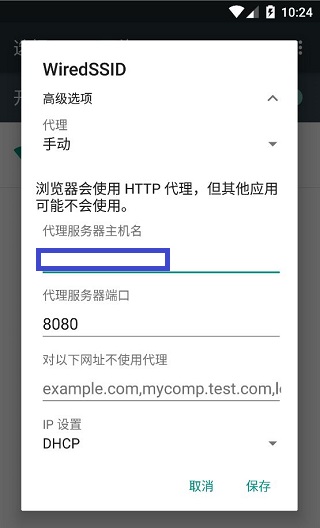 10:24
WiredSSID
高级选项
代理
手动
浏览器会使用 HTTP 代理，但其他应用
可能不会使用。
代理服务器主机名
代理服务器端口
8080
对以下网址不使用代理
example.com,mycomp.test.com,lo
IP 设置
DHCP
取消 保存